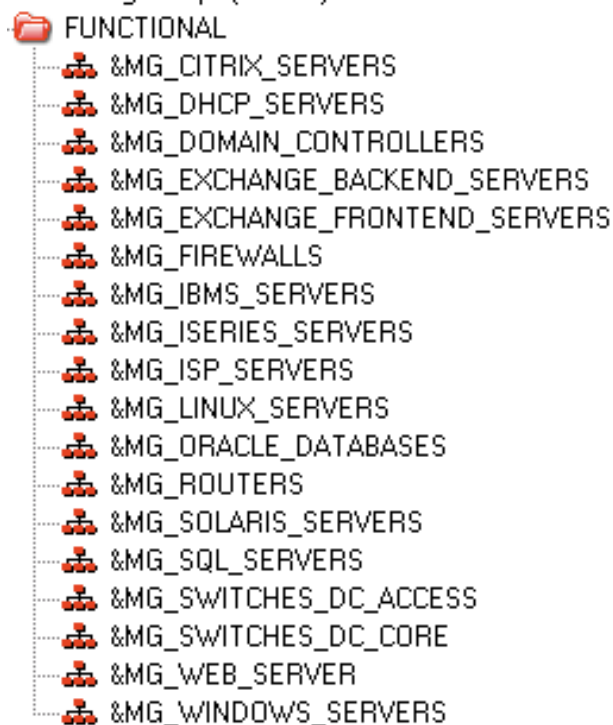 FUNCTIONAL
&MG_CITRIX_SERVERS
&MG_DHCP_SERVERS
&MG_DOMAIN_CONTROLLERS
&MG_EXCHANGE_BACKEND_SERVERS
&MG_EXCHANGE_FRONTEND_SERVERS
&MG_FIREWALLS
&MG_IBMS_SERVERS
&MG_ISERIES_SERVERS
&MG_ISP_SERVERS
&MG_LINUX_SERVERS
&MG_ORACLE_DATABASES
&MG_ROUTERS
&MG_SOLARIS_SERVERS
&MG_SQL_SERVERS
&MG_SWITCHES_DC_ACCESS
&MG_SWITCHES_DC_CORE
&MG_WEB_SERVER
&MG_WINDOWS_SERVERS